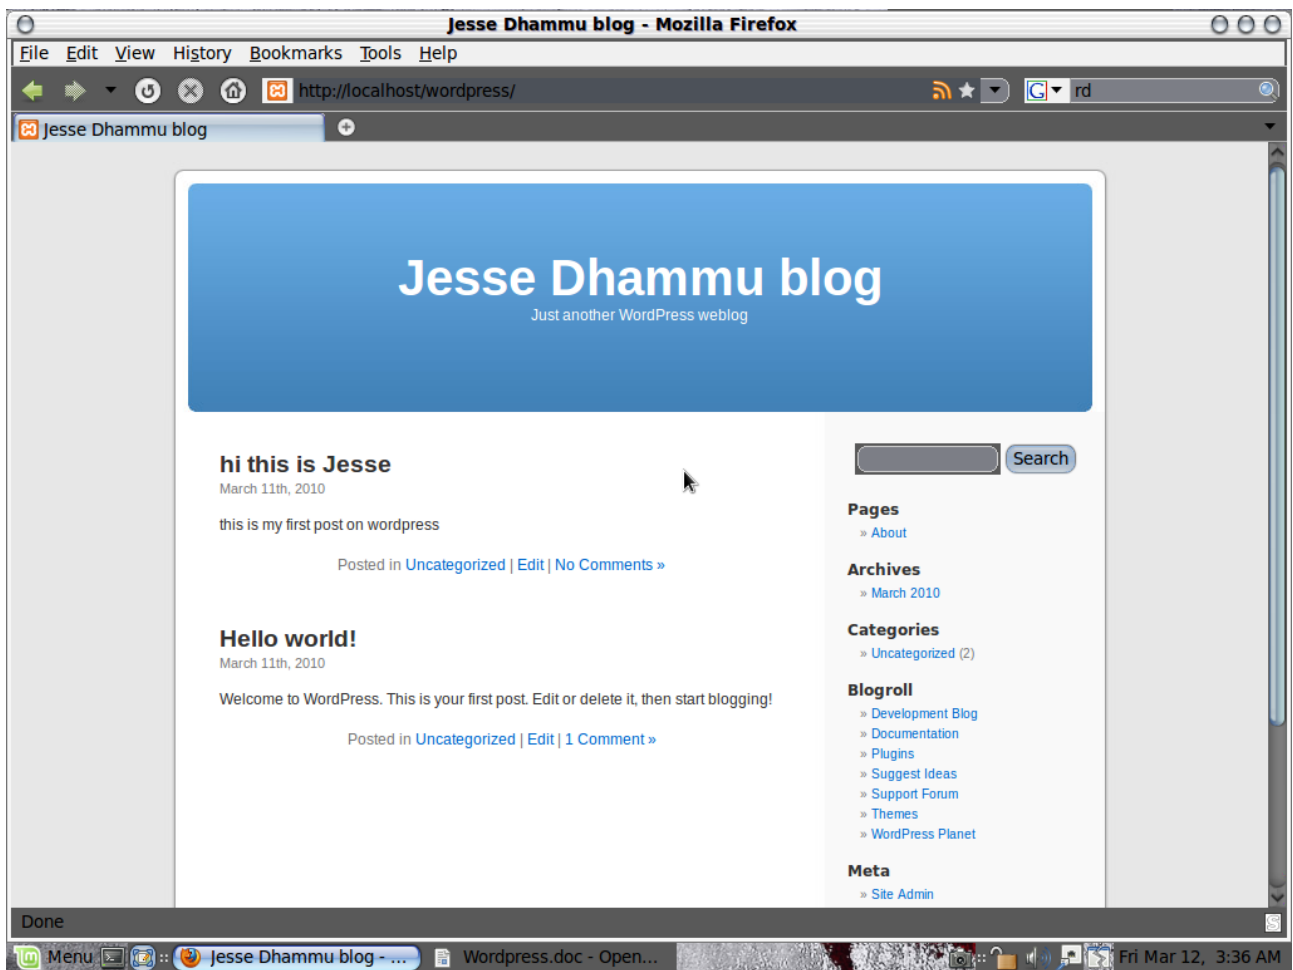 Jesse Dhammu blog - Mozilla Firefox
File Edit View History Bookmarks Tools Help
http://localhost/wordpress/ G rd
Jesse Dhammu blog
Jesse Dhammu blog
Just another WordPress weblog
hi this is Jesse
March 11th, 2010
this is my first post on wordpress
Posted in Uncategorized | Edit | No Comments »
Hello world!
March 11th, 2010
Welcome to WordPress. This is your first post. Edit or delete it, then start blogging!
Posted in Uncategorized | Edit | 1 Comment »
Search
Pages
» About
Archives
» March 2010
Categories
» Uncategorized (2)
Blogroll
» Development Blog
» Documentation
» Plugins
» Suggest Ideas
» Support Forum
» Themes
» WordPress Planet
Meta
» Site Admin
Done
Menu Jesse Dhammu blog - ... Wordpress.doc - Open... Fri Mar 12, 3:36 AM